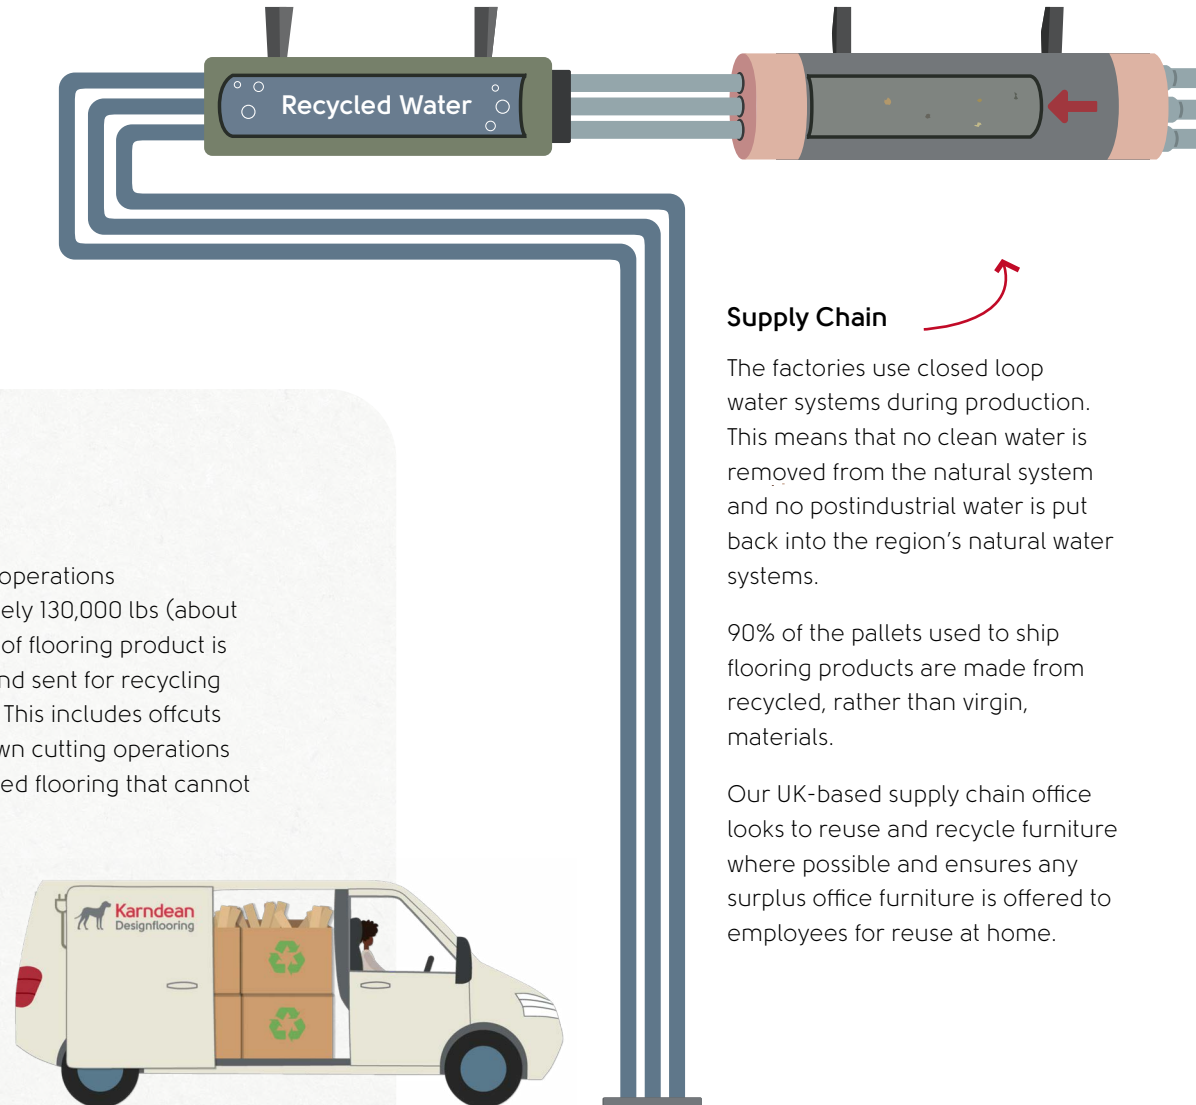 Recycled Water
Supply Chain
The factories use closed loop
water systems during production.
This means that no clean water is
removed from the natural system
and no postindustrial water is put
back into the region's natural water
systems.
90% of the pallets used to ship
flooring products are made from
recycled, rather than virgin,
materials.
Our UK-based supply chain office
looks to reuse and recycle furniture
where possible and ensures any
surplus office furniture is offered to
employees for reuse at home.
operations
ely 130,000 lbs (about
of flooring product is
nd sent for recycling
This includes offcuts
wn cutting operations
ed flooring that cannot
Karndean
Designflooring